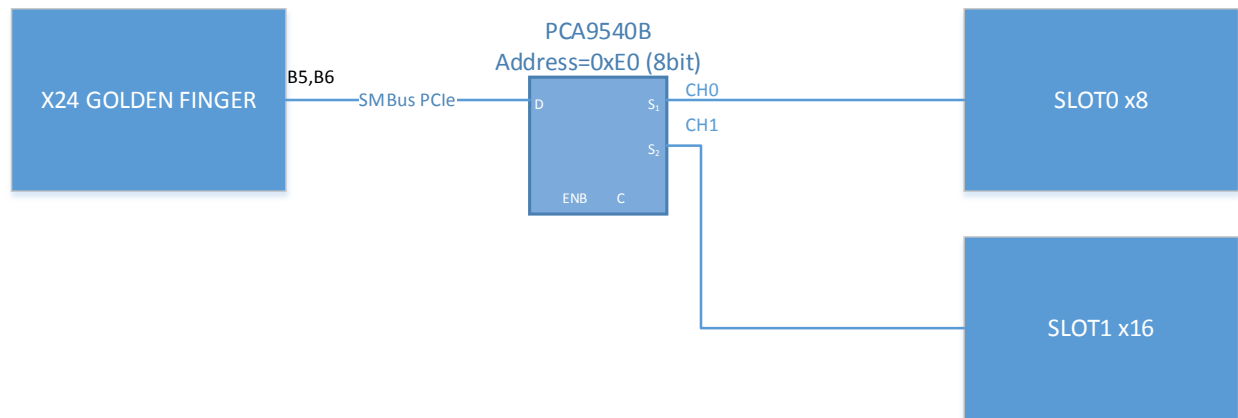 PCA9540B
Address=0xE0 (8bit)
X24 GOLDEN FINGER
B5,B6
SMBus PCIe
D
S1
CH0
CH1
S2
ENB C
SLOT0 x8
SLOT1 x16